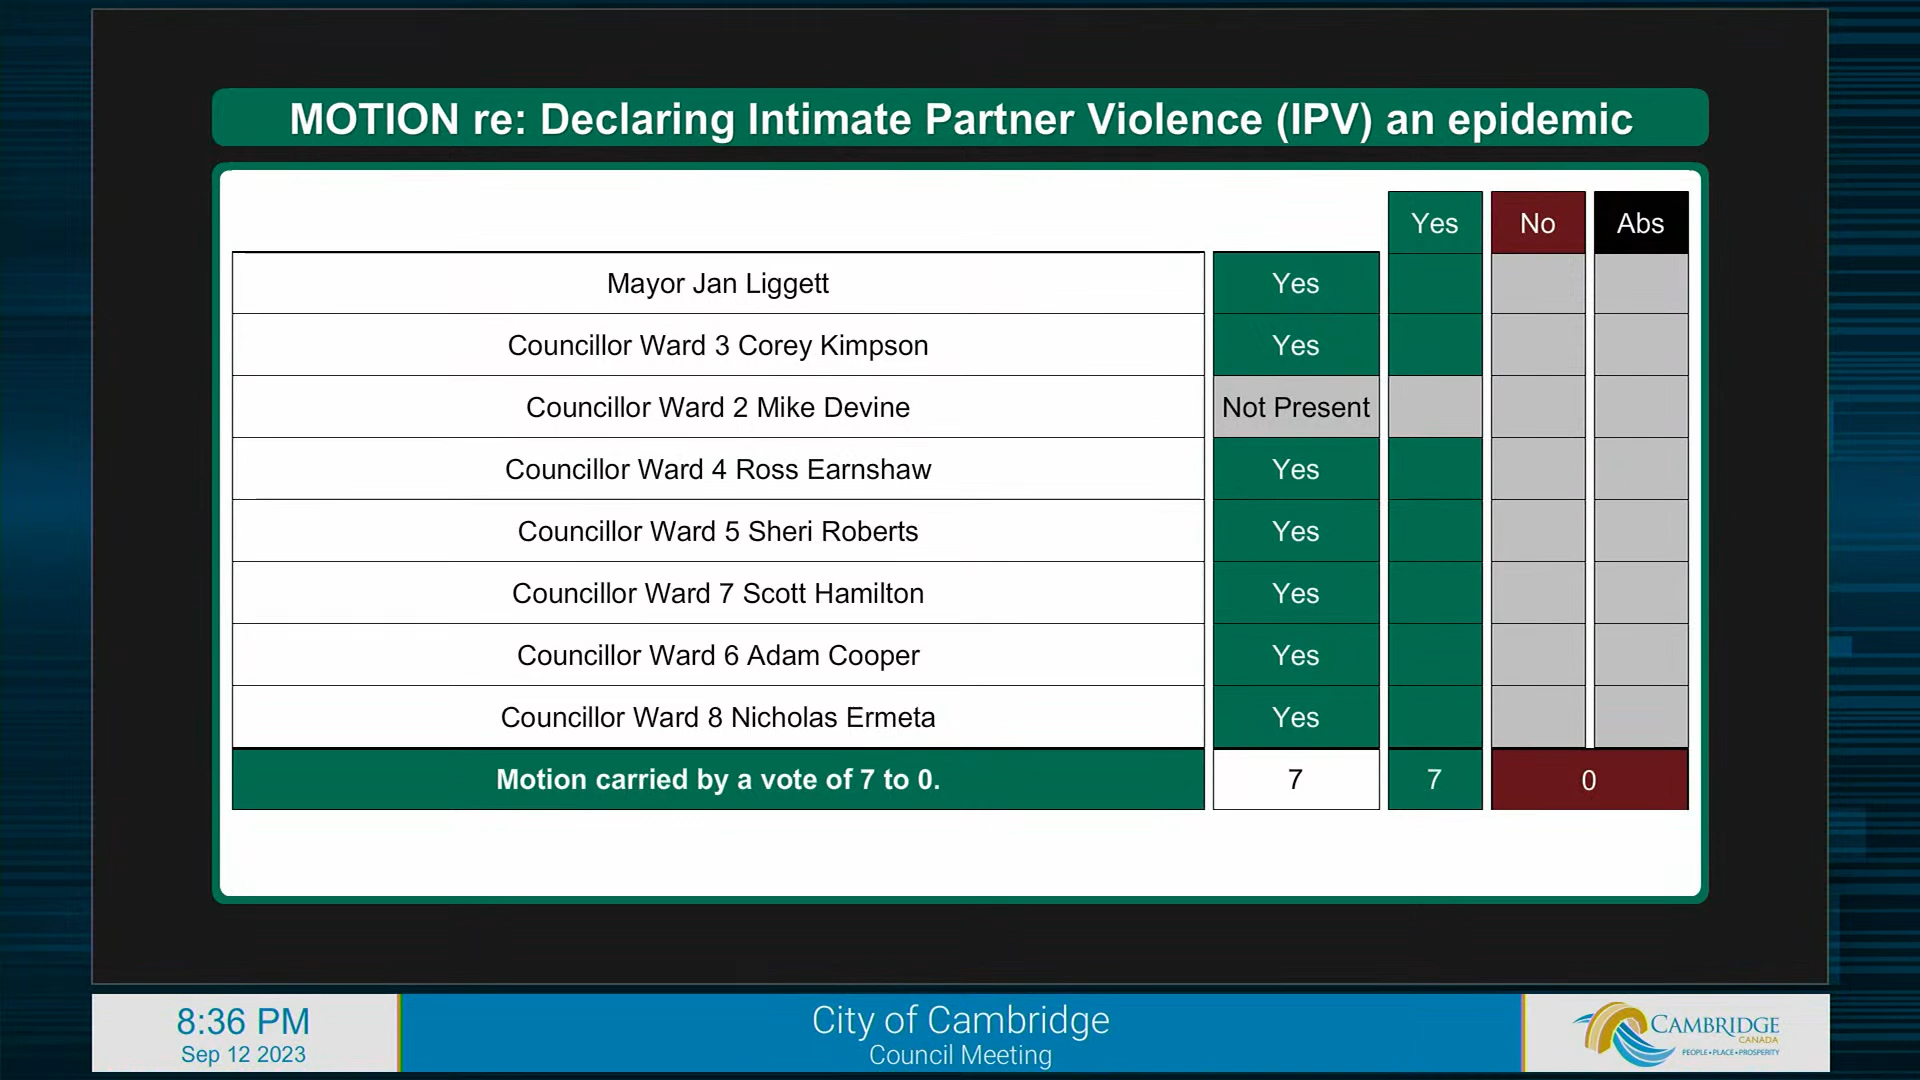 MOTION re: Declaring Intimate Partner Violence (IPV) an epidemic
Yes No Abs
Mayor Jan Liggett Yes
Councillor Ward 3 Corey Kimpson Yes
Councillor Ward 2 Mike Devine Not Present
Councillor Ward 4 Ross Earnshaw Yes
Councillor Ward 5 Sheri Roberts Yes
Councillor Ward 7 Scott Hamilton Yes
Councillor Ward 6 Adam Cooper Yes
Councillor Ward 8 Nicholas Ermeta Yes
Motion carried by a vote of 7 to 0. 7 7 0
8:36 PM
Sep 12 2023
City of Cambridge
Council Meeting
CAMBRIDGE
CANADA
PEOPLE•PLACE•PROSPERITY